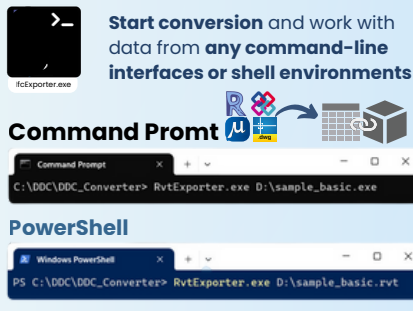 >_
IfcExporter.exe
Start conversion and work with
data from any command-line
interfaces or shell environments
R
µ
dwg
Command Promt
Command Prompt × + ⌄ – □ ×
C:\DDC\DDC_Converter> RvtExporter.exe D:\sample_basic.exe
PowerShell
Windows PowerShell × + ⌄ – □ ×
PS C:\DDC\DDC_Converter> RvtExporter.exe D:\sample_basic.rvt